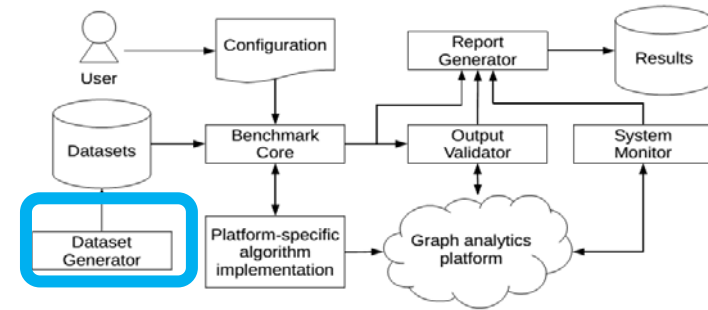 User
Configuration
Report
Generator
Results
Datasets
Benchmark
Core
Output
Validator
System
Monitor
Dataset
Generator
Platform-specific
algorithm
implementation
Graph analytics
platform